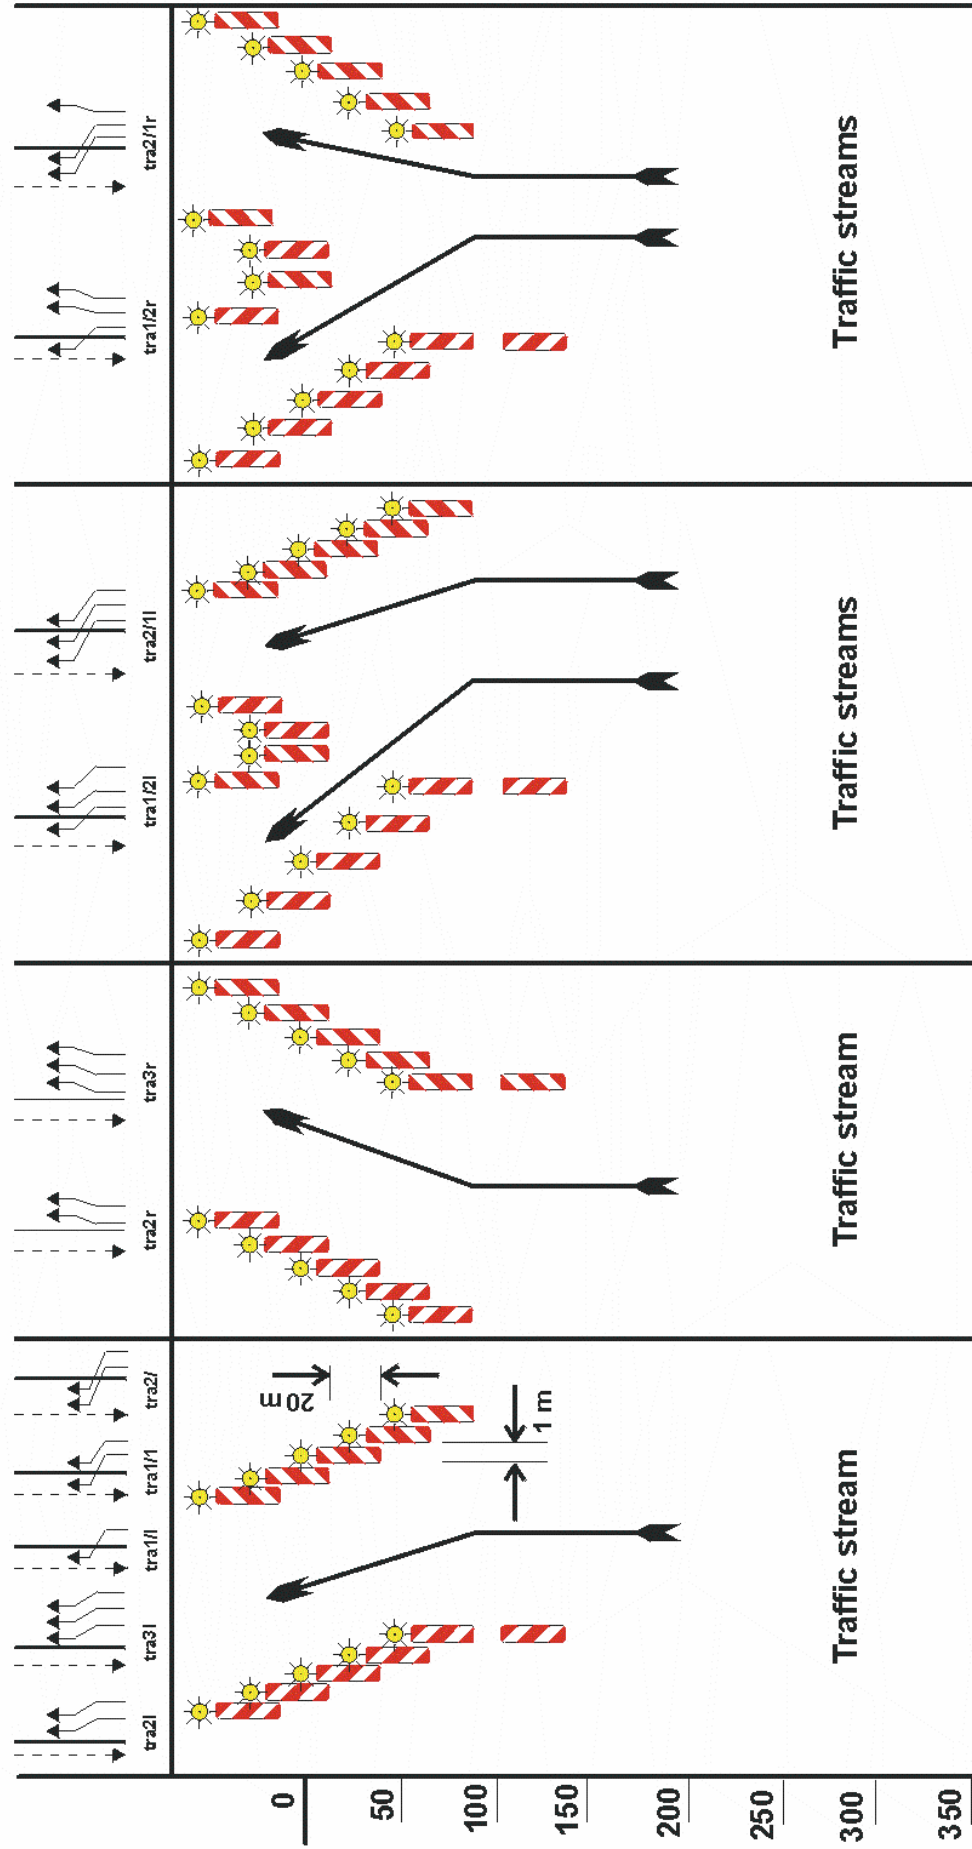 tra2l
tra3l
tra1/l
tra1/1
tra2/
tra2r
tra3r
tra1/2l
tra2/1l
tra1/2r
tra2/1r
20 m
1 m
0
50
100
150
200
250
300
350
Traffic stream
Traffic stream
Traffic streams
Traffic streams